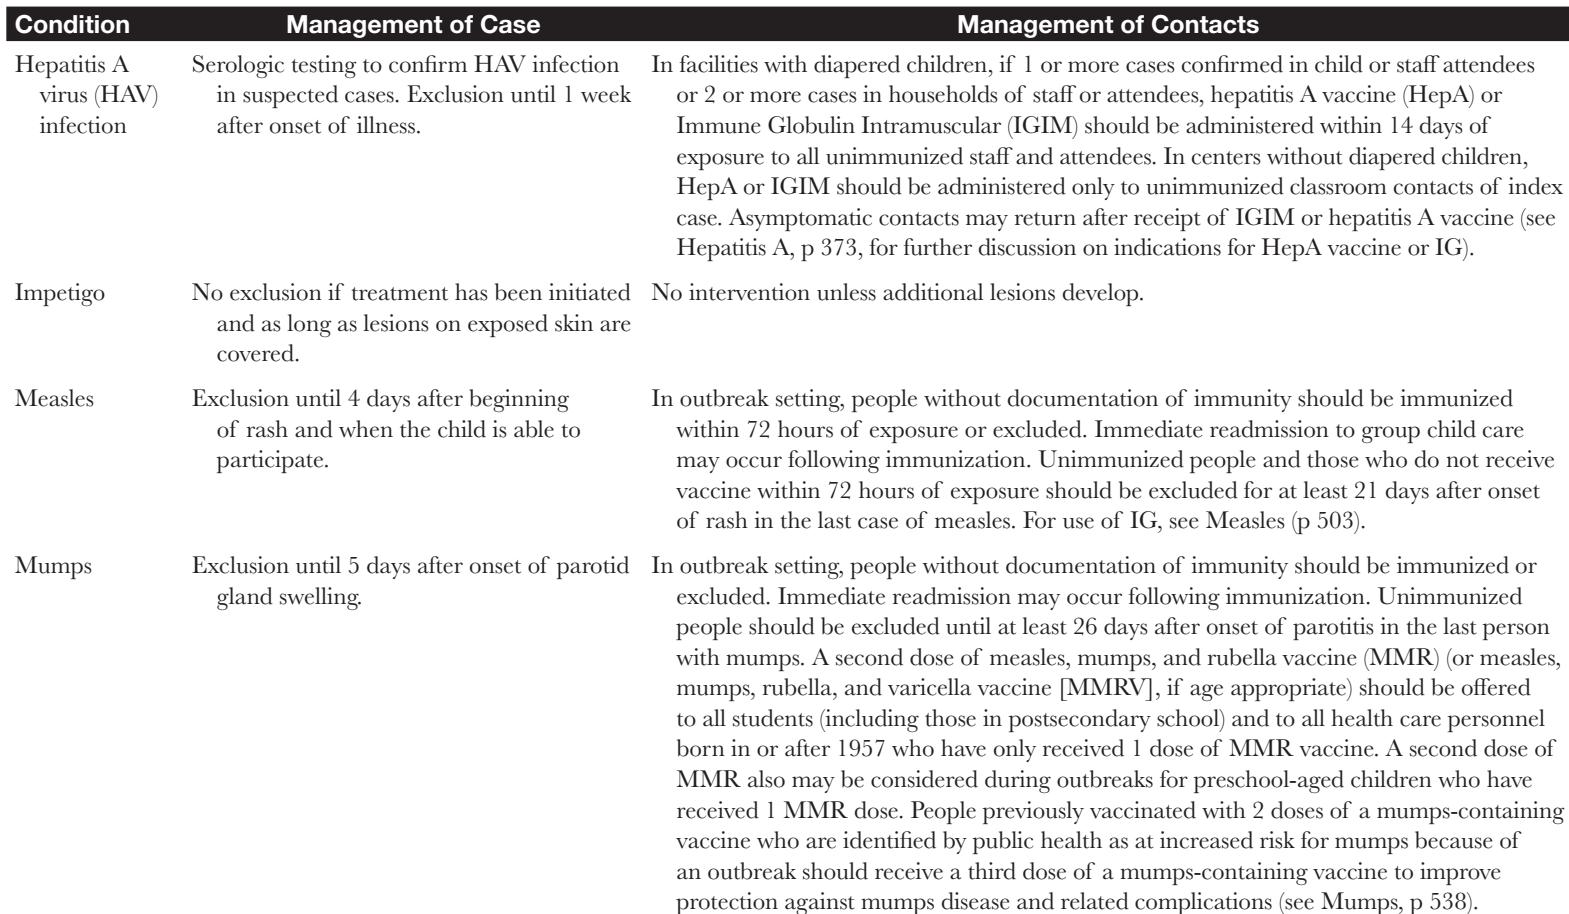 Condition Management of Case Management of Contacts
Hepatitis A
virus (HAV)
infection
Serologic testing to confirm HAV infection
in suspected cases. Exclusion until 1 week
after onset of illness.
In facilities with diapered children, if 1 or more cases confirmed in child or staff attendees
or 2 or more cases in households of staff or attendees, hepatitis A vaccine (HepA) or
Immune Globulin Intramuscular (IGIM) should be administered within 14 days of
exposure to all unimmunized staff and attendees. In centers without diapered children,
HepA or IGIM should be administered only to unimmunized classroom contacts of index
case. Asymptomatic contacts may return after receipt of IGIM or hepatitis A vaccine (see
Hepatitis A, p 373, for further discussion on indications for HepA vaccine or IG).
Impetigo
No exclusion if treatment has been initiated
and as long as lesions on exposed skin are
covered.
No intervention unless additional lesions develop.
Measles
Exclusion until 4 days after beginning
of rash and when the child is able to
participate.
In outbreak setting, people without documentation of immunity should be immunized
within 72 hours of exposure or excluded. Immediate readmission to group child care
may occur following immunization. Unimmunized people and those who do not receive
vaccine within 72 hours of exposure should be excluded for at least 21 days after onset
of rash in the last case of measles. For use of IG, see Measles (p 503).
Mumps
Exclusion until 5 days after onset of parotid
gland swelling.
In outbreak setting, people without documentation of immunity should be immunized or
excluded. Immediate readmission may occur following immunization. Unimmunized
people should be excluded until at least 26 days after onset of parotitis in the last person
with mumps. A second dose of measles, mumps, and rubella vaccine (MMR) (or measles,
mumps, rubella, and varicella vaccine [MMRV], if age appropriate) should be offered
to all students (including those in postsecondary school) and to all health care personnel
born in or after 1957 who have only received 1 dose of MMR vaccine. A second dose of
MMR also may be considered during outbreaks for preschool-aged children who have
received 1 MMR dose. People previously vaccinated with 2 doses of a mumps-containing
vaccine who are identified by public health as at increased risk for mumps because of
an outbreak should receive a third dose of a mumps-containing vaccine to improve
protection against mumps disease and related complications (see Mumps, p 538).